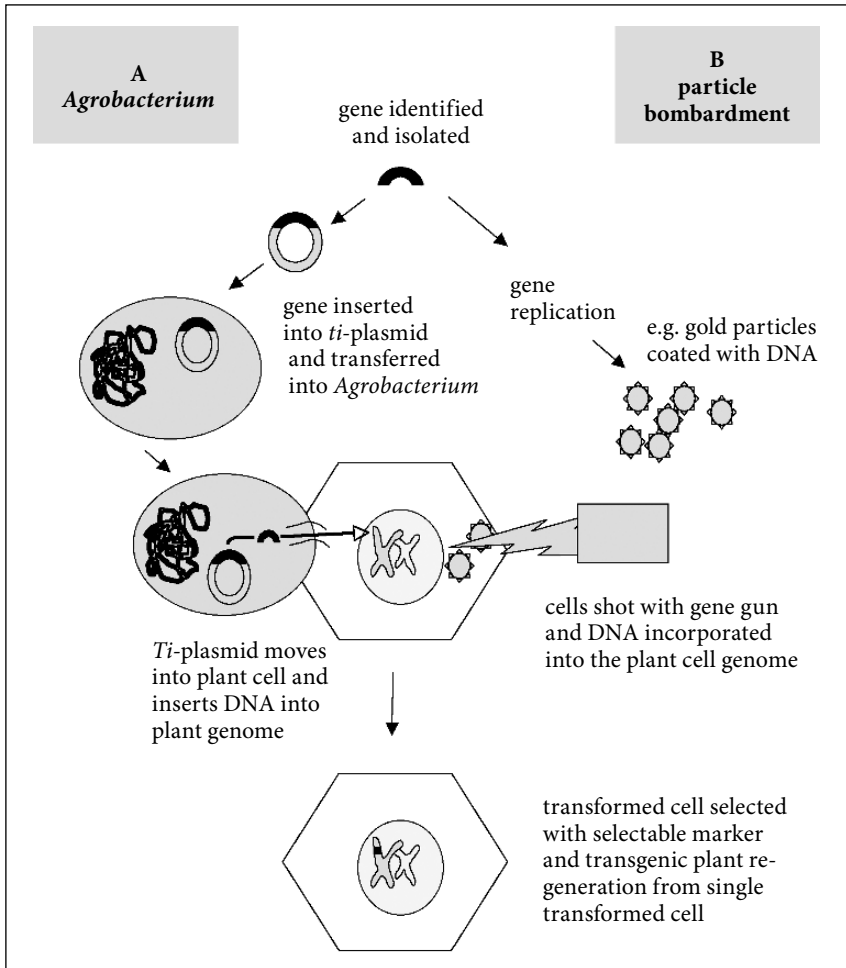 A
Agrobacterium
B
particle
bombardment
gene identified
and isolated
gene inserted
into ti-plasmid
and transferred
into Agrobacterium
gene
replication
e.g. gold particles
coated with DNA
Ti-plasmid moves
into plant cell and
inserts DNA into
plant genome
cells shot with gene gun
and DNA incorporated
into the plant cell genome
transformed cell selected
with selectable marker
and transgenic plant re-
generation from single
transformed cell